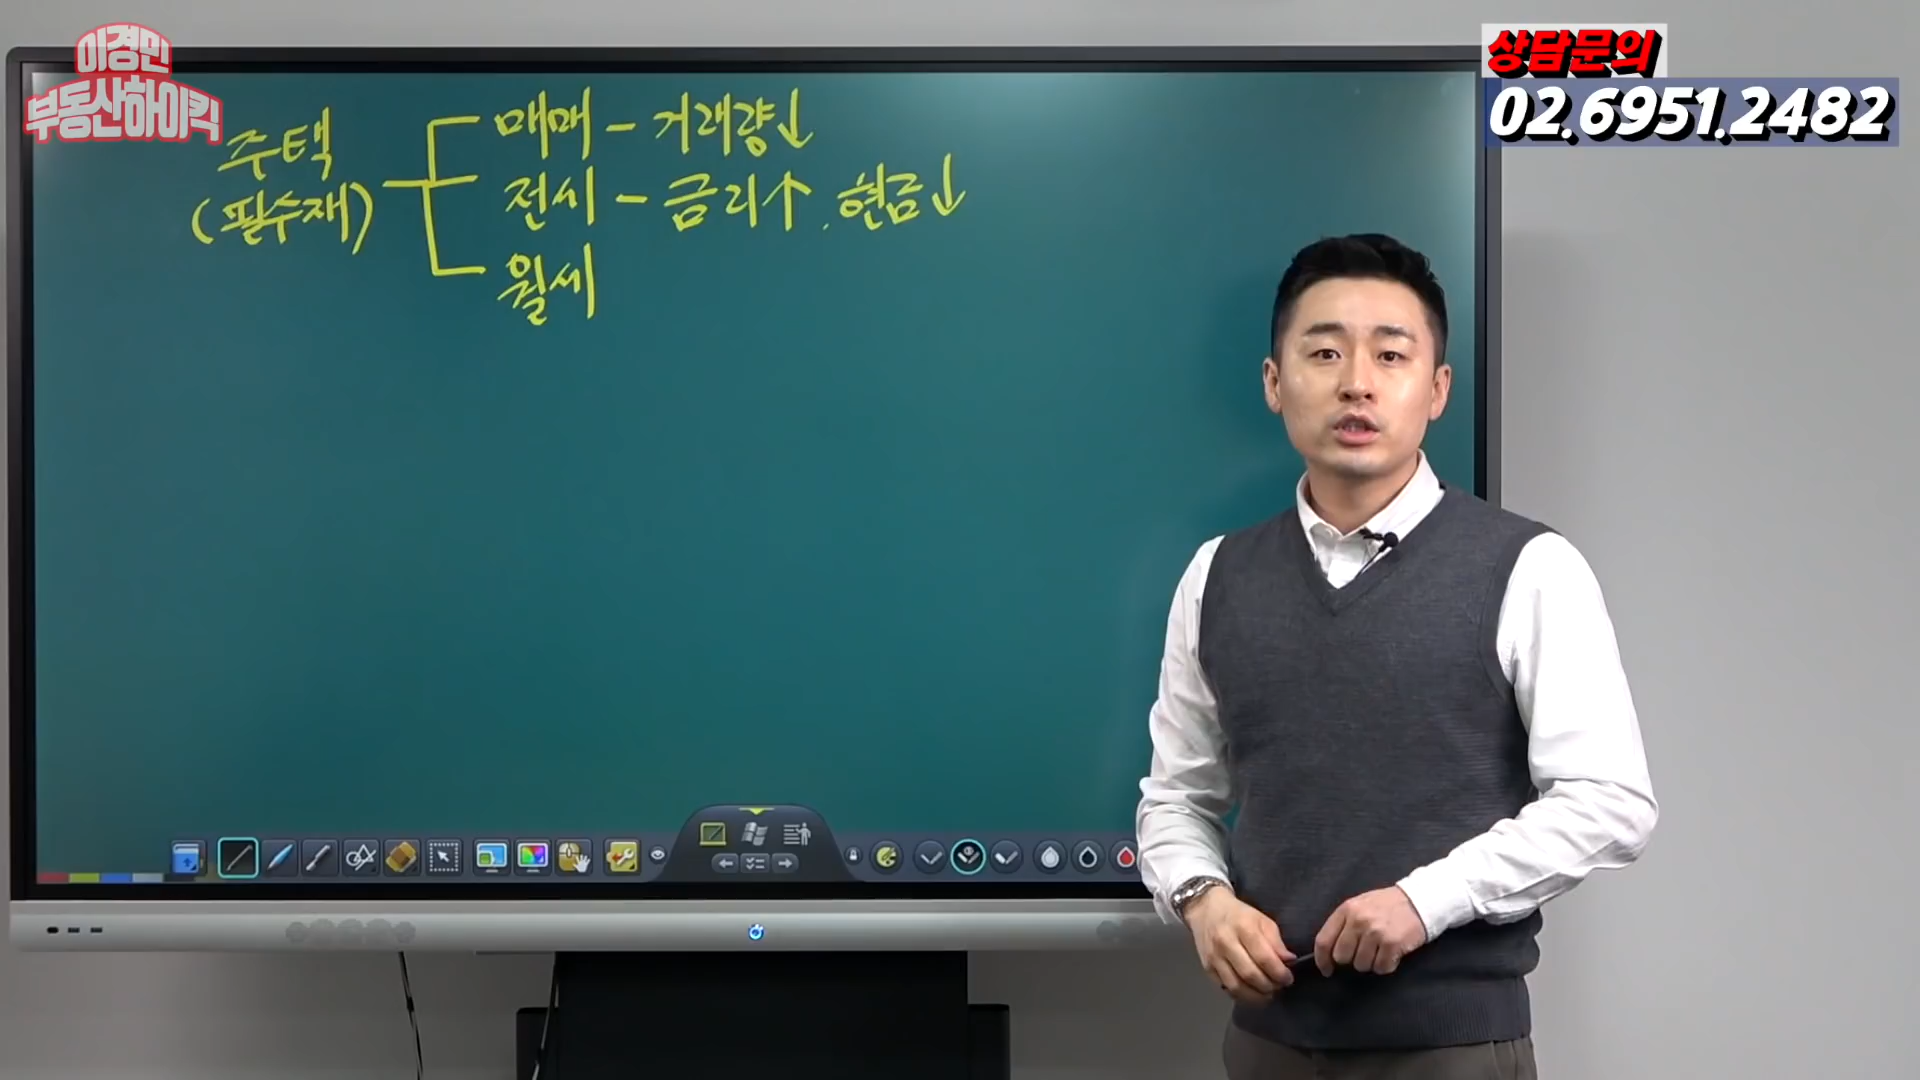 이경민
부동산하이킥
상담문의
02.6951.2482
주택
(필수재)
매매 - 거래량↓
전세 - 금리↑. 현금↓
월세